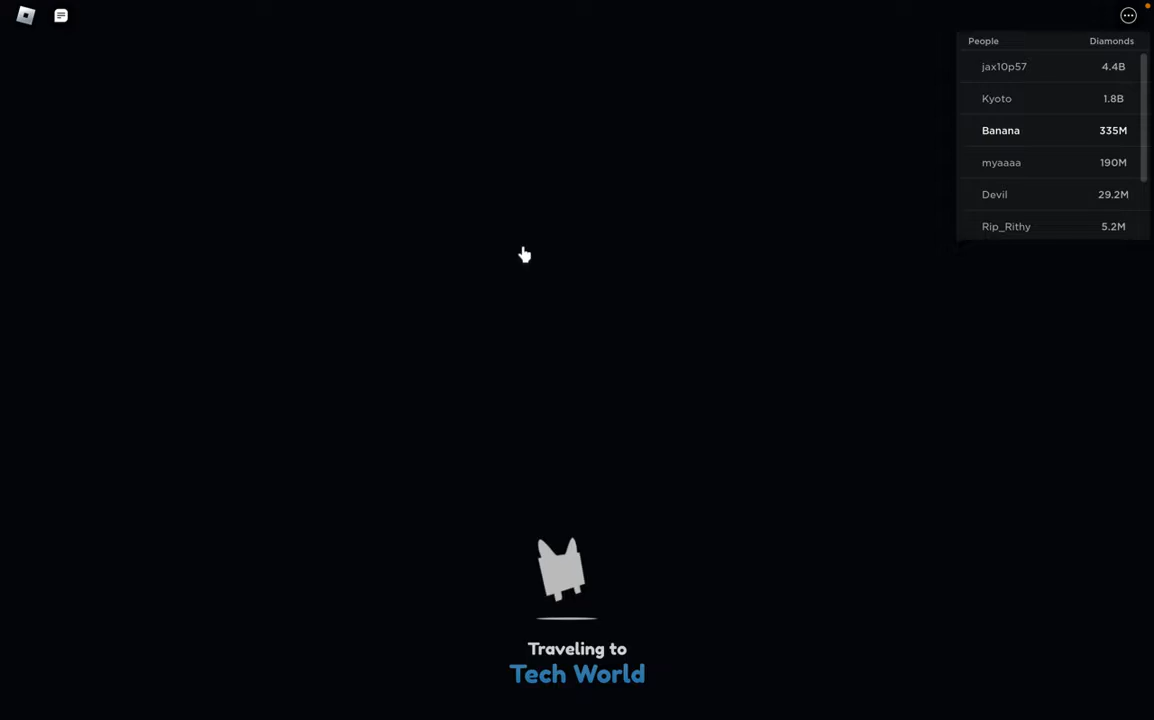 People Diamonds
jax10p57 4.4B
Kyoto 1.8B
Banana 335M
myaaaa 190M
Devil 29.2M
Rip_Rithy 5.2M
Traveling to
Tech World